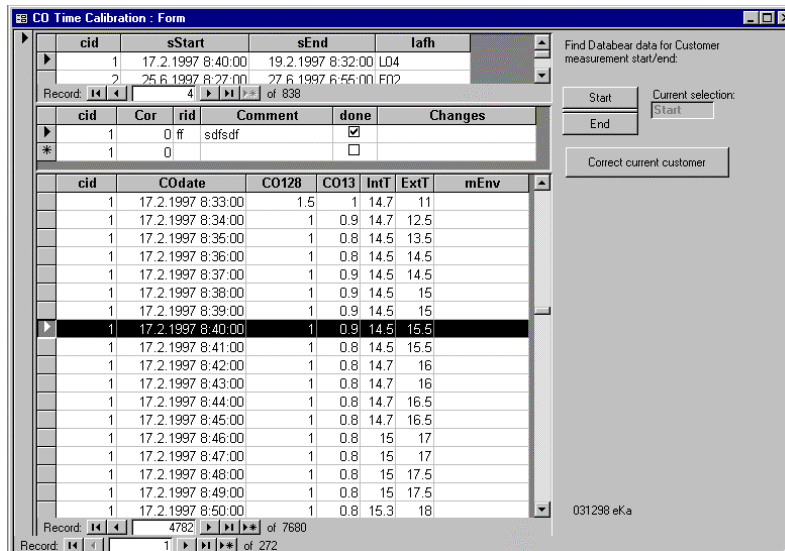 CO Time Calibration : Form
cid sStart sEnd lafh
1 17.2.1997 8:40:00 19.2.1997 8:32:00 L04
2 25.6.1997 8:27:00 27.6.1997 6:55:00 E02
Record: 4 of 838
cid Cor rid Comment done Changes
1 0 ff sdfsdf
1 0
cid COdate CO128 CO13 IntT ExtT mEnv
1 17.2.1997 8:33:00 1.5 1 14.7 11
1 17.2.1997 8:34:00 1 0.9 14.7 12.5
1 17.2.1997 8:35:00 1 0.8 14.5 13.5
1 17.2.1997 8:36:00 1 0.8 14.5 14.5
1 17.2.1997 8:37:00 1 0.9 14.5 14.5
1 17.2.1997 8:38:00 1 0.9 14.5 15
1 17.2.1997 8:39:00 1 0.9 14.5 15
1 17.2.1997 8:40:00 1 0.9 14.5 15.5
1 17.2.1997 8:41:00 1 0.8 14.5 15.5
1 17.2.1997 8:42:00 1 0.8 14.7 16
1 17.2.1997 8:43:00 1 0.8 14.7 16
1 17.2.1997 8:44:00 1 0.8 14.7 16.5
1 17.2.1997 8:45:00 1 0.8 14.7 16.5
1 17.2.1997 8:46:00 1 0.8 15 17
1 17.2.1997 8:47:00 1 0.8 15 17
1 17.2.1997 8:48:00 1 0.8 15 17.5
1 17.2.1997 8:49:00 1 0.8 15 17.5
1 17.2.1997 8:50:00 1 0.8 15.3 18
Record: 4782 of 7680
Record: 1 of 272
Find Databear data for Customer
measurement start/end:
Start
Current selection:
Start
End
Correct current customer
031298 eKa